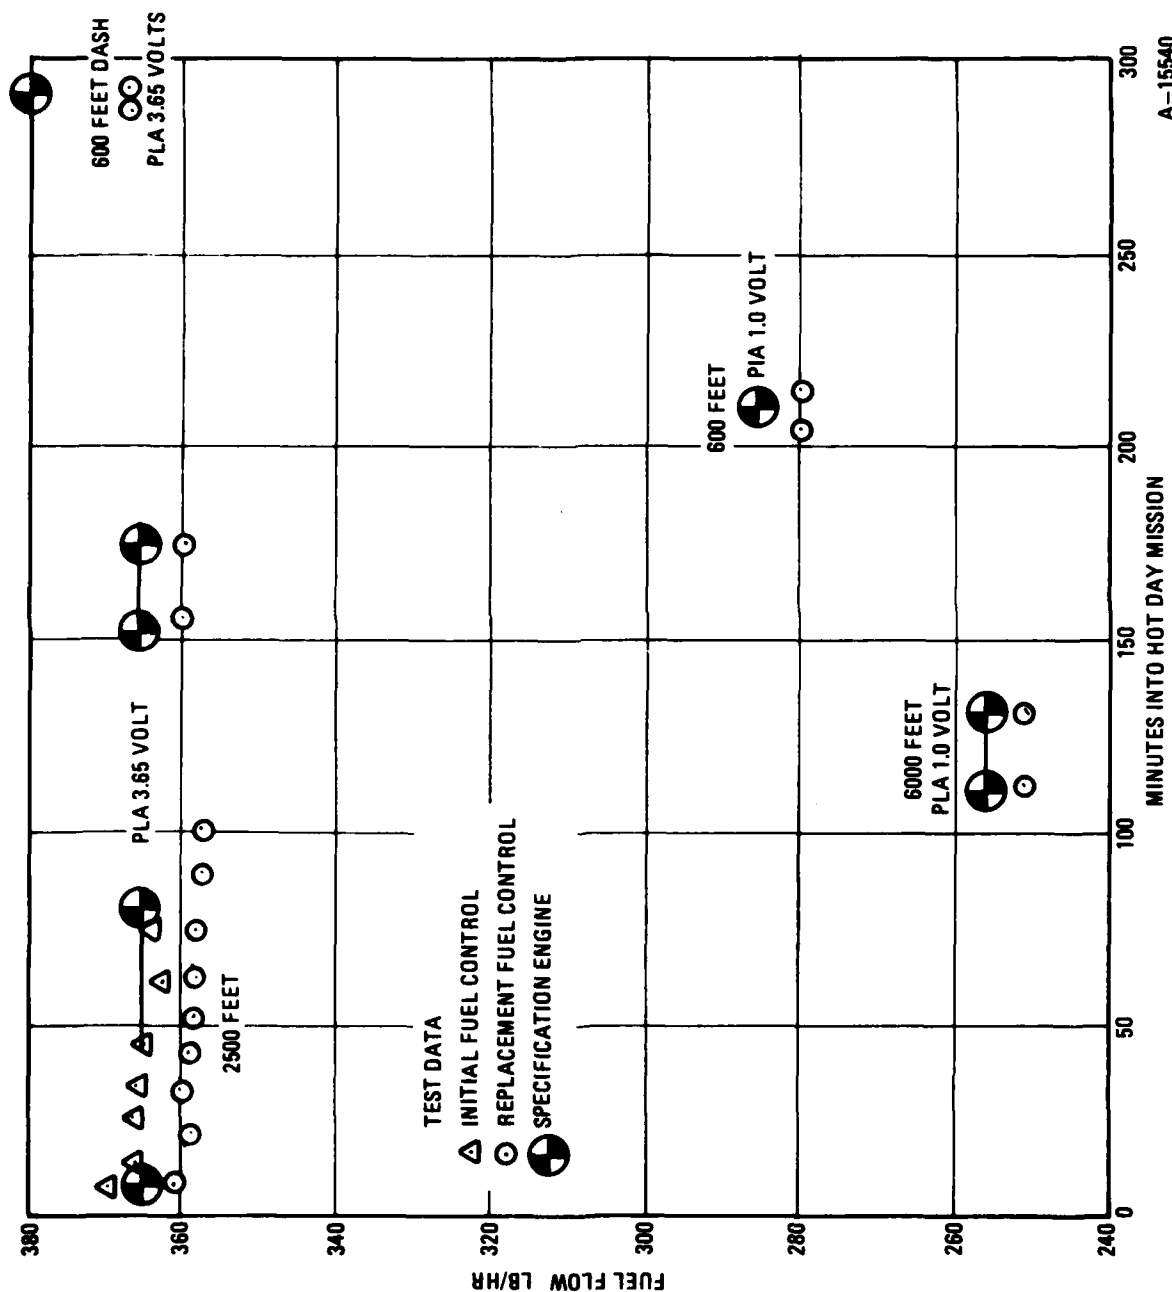 600 FEET DASH
PLA 3.65 VOLTS
PLA 3.65 VOLT
2500 FEET
600 FEET
PIA 1.0 VOLT
6000 FEET
PLA 1.0 VOLT
TEST DATA
INITIAL FUEL CONTROL
REPLACEMENT FUEL CONTROL
SPECIFICATION ENGINE
FUEL FLOW LB/HR
380
360
340
320
300
280
260
240
0
50
100
150
200
250
300
MINUTES INTO HOT DAY MISSION
A-15540